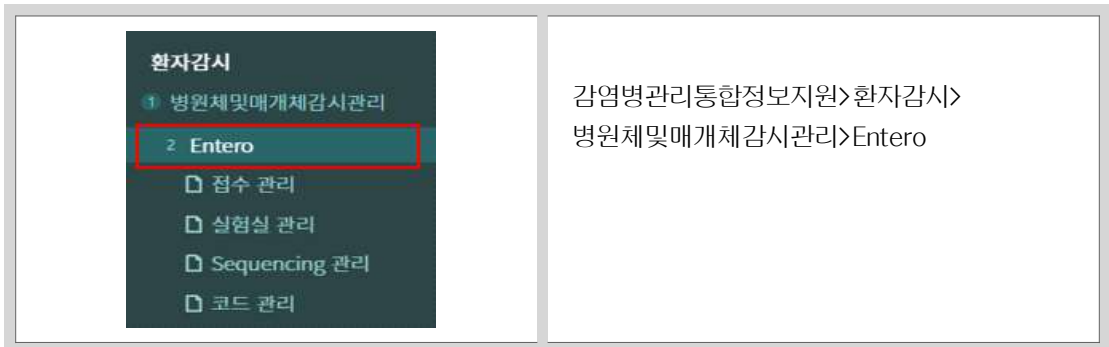 환자감시
1 병원체및매개체감시관리
2 Entero
접수 관리
실험실 관리
Sequencing 관리
코드 관리
감염병관리통합정보지원>환자감시>
병원체및매개체감시관리>Entero